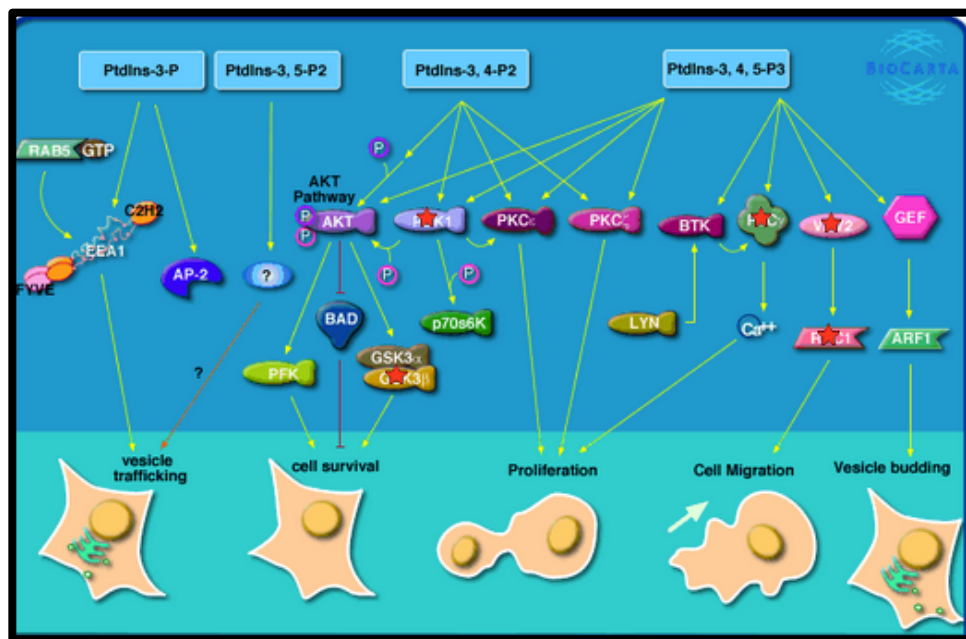 PtdIns-3-P
PtdIns-3, 5-P2
PtdIns-3, 4-P2
PtdIns-3, 4, 5-P3
BIOCARTA
RAB5 GTP
P
AKT
Pathway
C2H2
P
AKT
P
PKCε
PKCζ
BTK
GEF
EEA1
FYVE
AP-2
?
P
P
BAD
p70s6K
LYN
Ca++
ARF1
GSK3α
PFK
?
vesicle
trafficking
cell survival
Proliferation
Cell Migration
Vesicle budding